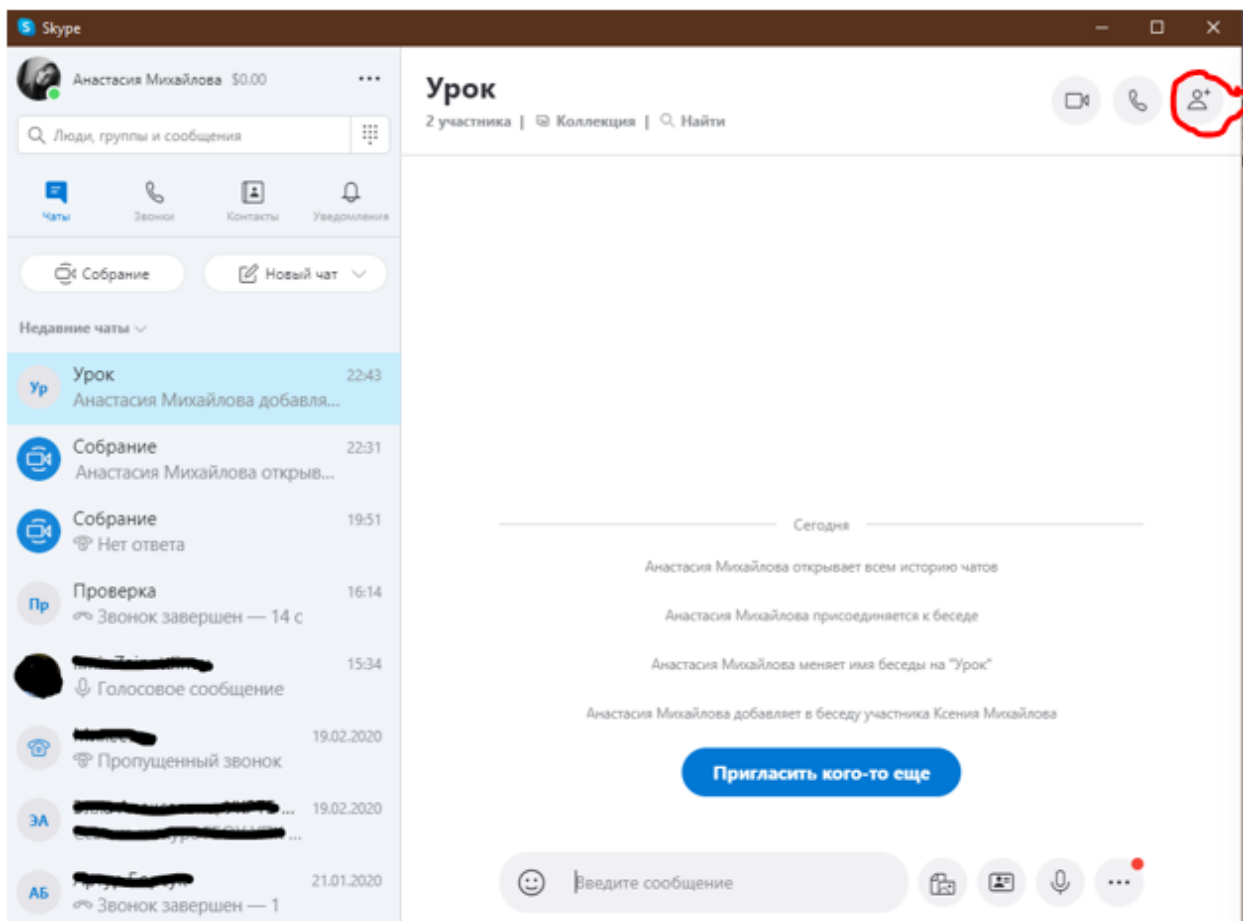 Skype
Анастасия Михайлова $0.00
Люди, группы и сообщения
Чаты
Звонки
Контакты
Уведомления
Собрание
Новый чат
Недавние чаты
Ур
Урок 22:43
Анастасия Михайлова добавля...
Собрание 22:31
Анастасия Михайлова открыв...
Собрание 19:51
Нет ответа
Пр
Проверка 16:14
Звонок завершен — 14 с
15:34
Голосовое сообщение
19.02.2020
Пропущенный звонок
ЭА
... 19.02.2020
...
АБ
21.01.2020
Звонок завершен — 1
Урок
2 участника | Коллекция | Найти
Сегодня
Анастасия Михайлова открывает всем историю чатов
Анастасия Михайлова присоединяется к беседе
Анастасия Михайлова меняет имя беседы на "Урок"
Анастасия Михайлова добавляет в беседу участника Ксения Михайлова
Пригласить кого-то еще
Введите сообщение